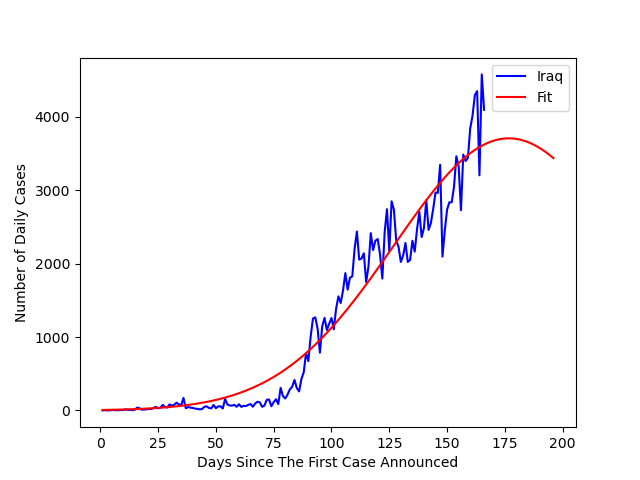 Iraq
Fit
Number of Daily Cases
4000
3000
2000
1000
0
0 25 50 75 100 125 150 175 200
Days Since The First Case Announced